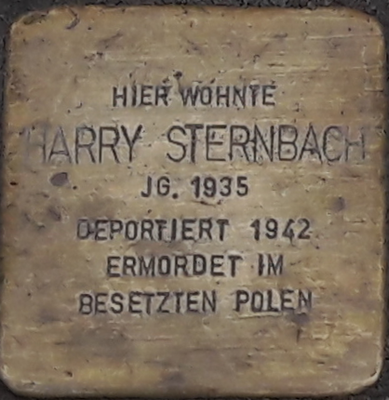 HIER WOHNTE
HARRY STERNBACH
JG. 1935
DEPORTIERT 1942
ERMORDET IM
BESETZTEN POLEN